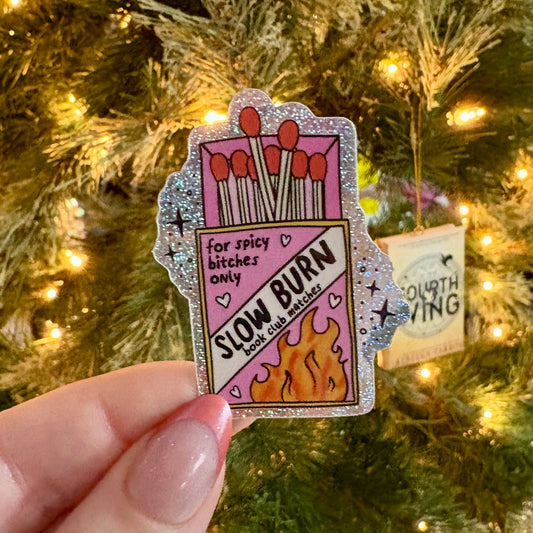 for spicy
bitches
only
SLOW BURN
book club matches
FOURTH
WING